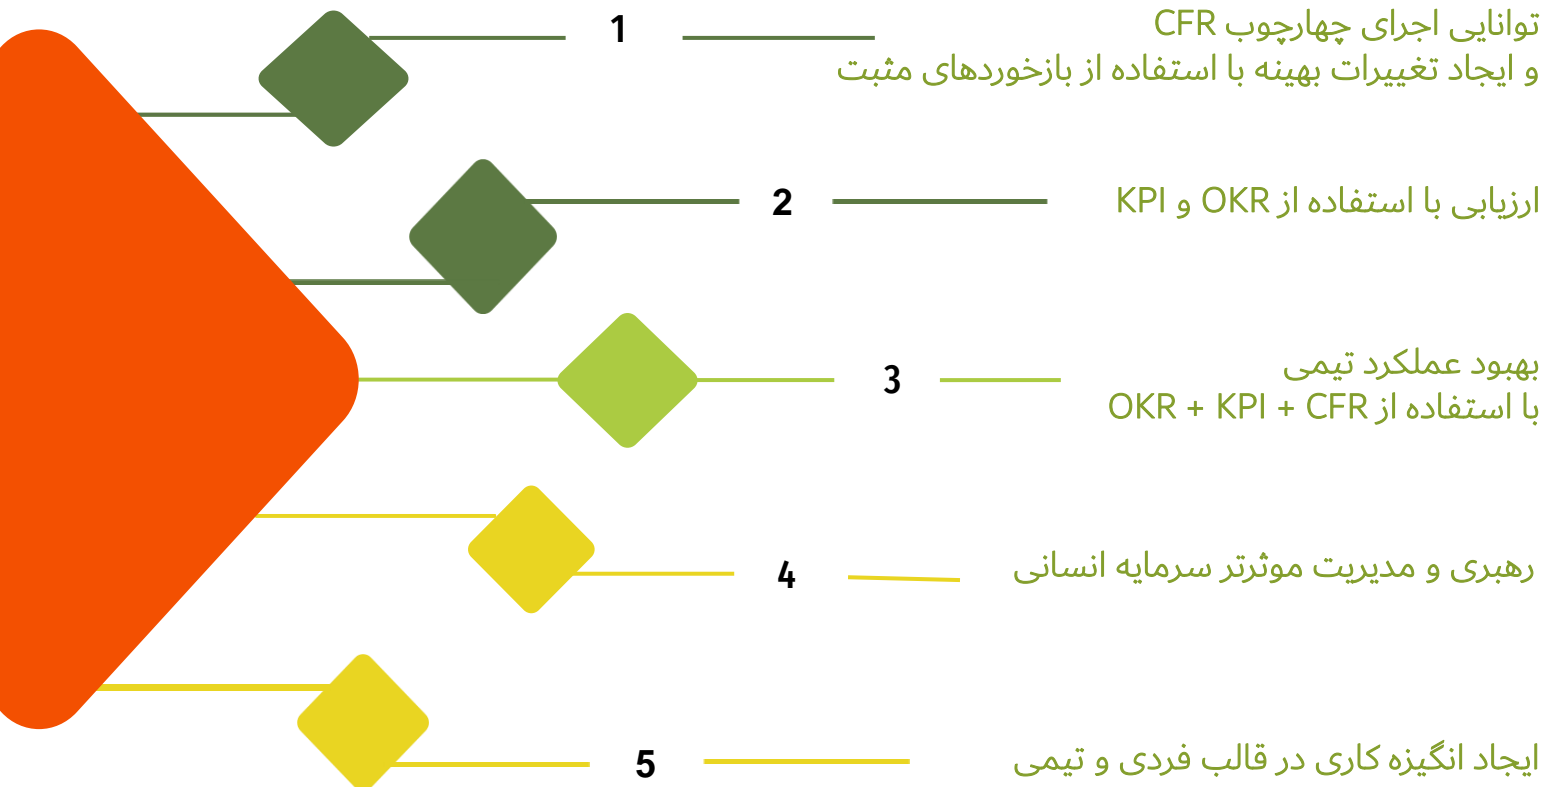 1
توانایی اجرای چهارچوب CFR
و ایجاد تغییرات بهینه با استفاده از بازخوردهای مثبت
2
ارزیابی با استفاده از OKR و KPI
3
بهبود عملکرد تیمی
با استفاده از OKR + KPI + CFR
4
رهبری و مدیریت موثرتر سرمایه انسانی
5
ایجاد انگیزه کاری در قالب فردی و تیمی